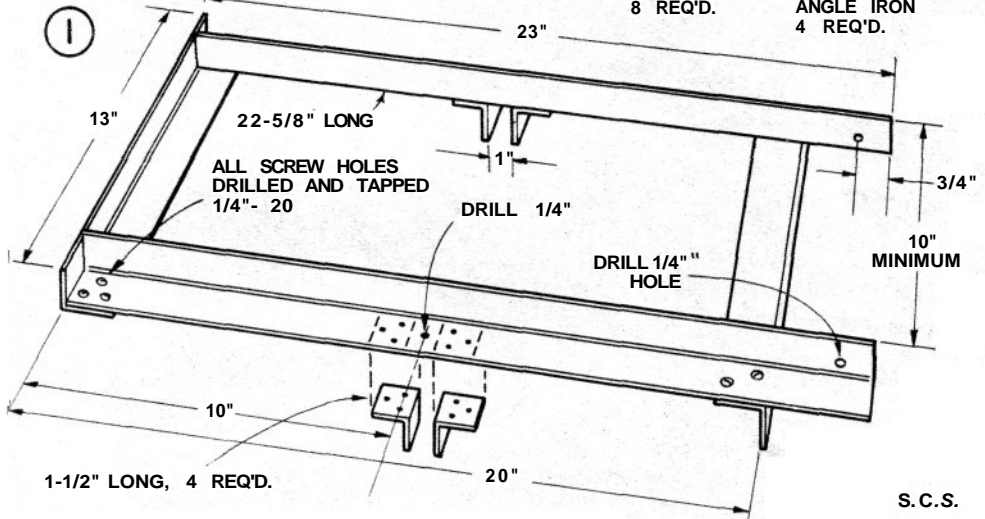 1
8 REQ'D.
ANGLE IRON
4 REQ'D.
23"
13"
22-5/8" LONG
1"
ALL SCREW HOLES
DRILLED AND TAPPED
1/4"- 20
DRILL 1/4"
3/4"
10"
MINIMUM
DRILL 1/4""
HOLE
10"
20"
1-1/2" LONG, 4 REQ'D.
S.C.S.